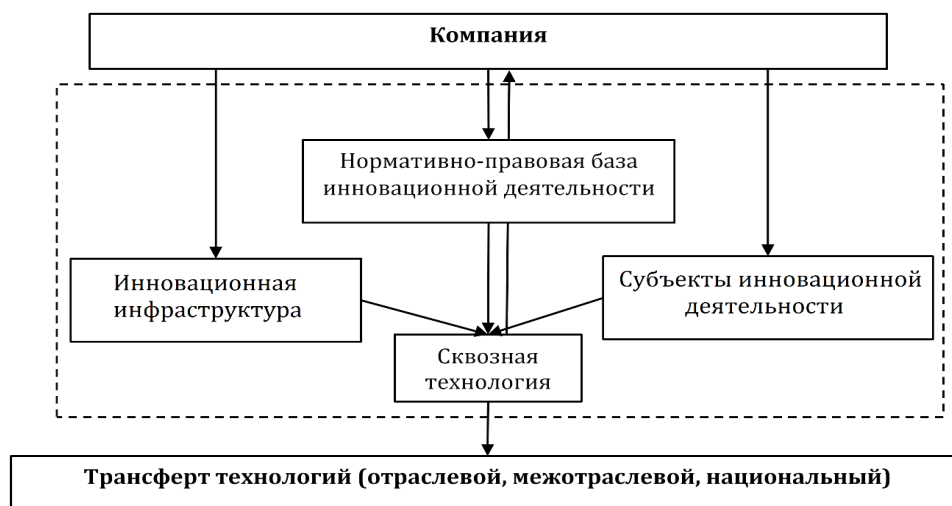 Компания
Нормативно-правовая база
инновационной деятельности
Инновационная
инфраструктура
Субъекты инновационной
деятельности
Сквозная
технология
Трансферт технологий (отраслевой, межотраслевой, национальный)